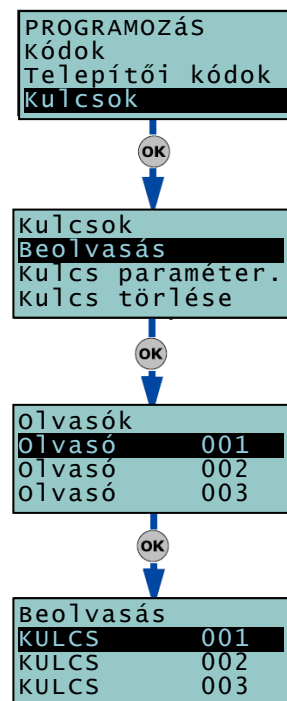 PROGRAMOZáS
Kódok
Telepítői kódok
Kulcsok
OK
Kulcsok
Beolvasás
Kulcs paraméter.
Kulcs törlése
OK
Olvasók
Olvasó 001
Olvasó 002
Olvasó 003
OK
Beolvasás
KULCS 001
KULCS 002
KULCS 003